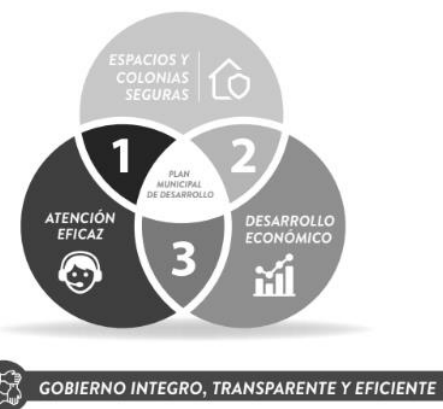 ESPACIOS Y
COLONIAS
SEGURAS
1
2
PLAN
MUNICIPAL
DE DESARROLLO
ATENCIÓN
EFICAZ
DESARROLLO
ECONÓMICO
3
GOBIERNO INTEGRO, TRANSPARENTE Y EFICIENTE